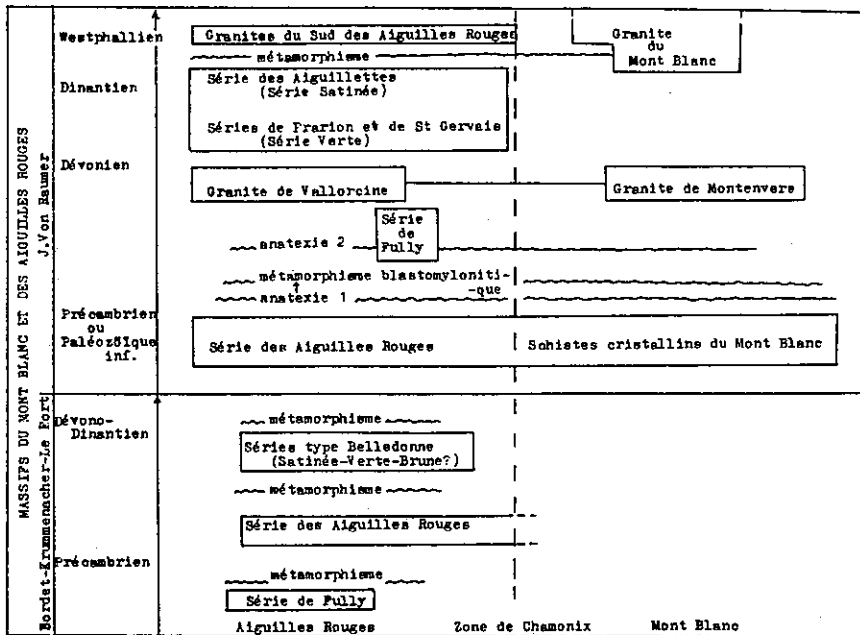 MASSIFS DU MONT BLANC ET DES AIGUILLES ROUGES
J.Von Raumer
Westphallien
Granites du Sud des Aiguilles Rouges
Granite
du
Mont Blanc
métamorphisme
Dinantien
Série des Aiguillettes
(Série Satinée)
Séries de Prarion et de St Gervais
(Série Verte)
Dévonien
Granite de Vallorcine
Granite de Montenvers
Série
de
Fully
anatexie 2
métamorphisme blastomyloniti-
-que
anatexie 1
Précambrien
ou
Paléozoïque
inf.
Série des Aiguilles Rouges
Schistes cristallins du Mont Blanc
Bordet-Krummenacher-Le Fort
Dévono-
Dinantien
métamorphisme
Séries type Belledonne
(Satinée-Verte-Brune?)
métamorphisme
Série des Aiguilles Rouges
Précambrien
métamorphisme
Série de Fully
Aiguilles Rouges
Zone de Chamonix
Mont Blanc